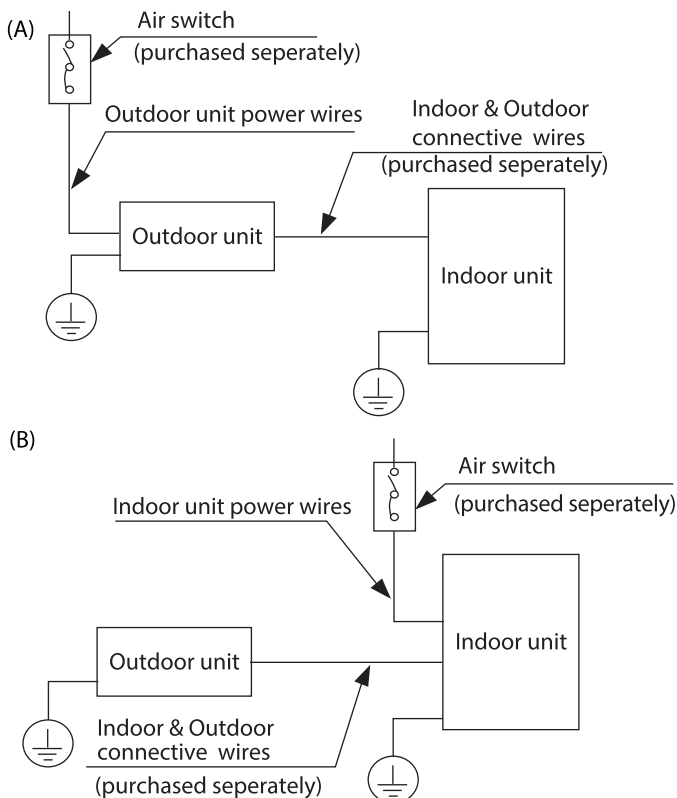 (A)
Air switch
(purchased seperately)
Outdoor unit power wires
Indoor & Outdoor
connective wires
(purchased seperately)
Outdoor unit
Indoor unit
(B)
Air switch
(purchased seperately)
Indoor unit power wires
Indoor unit
Outdoor unit
Indoor & Outdoor
connective wires
(purchased seperately)